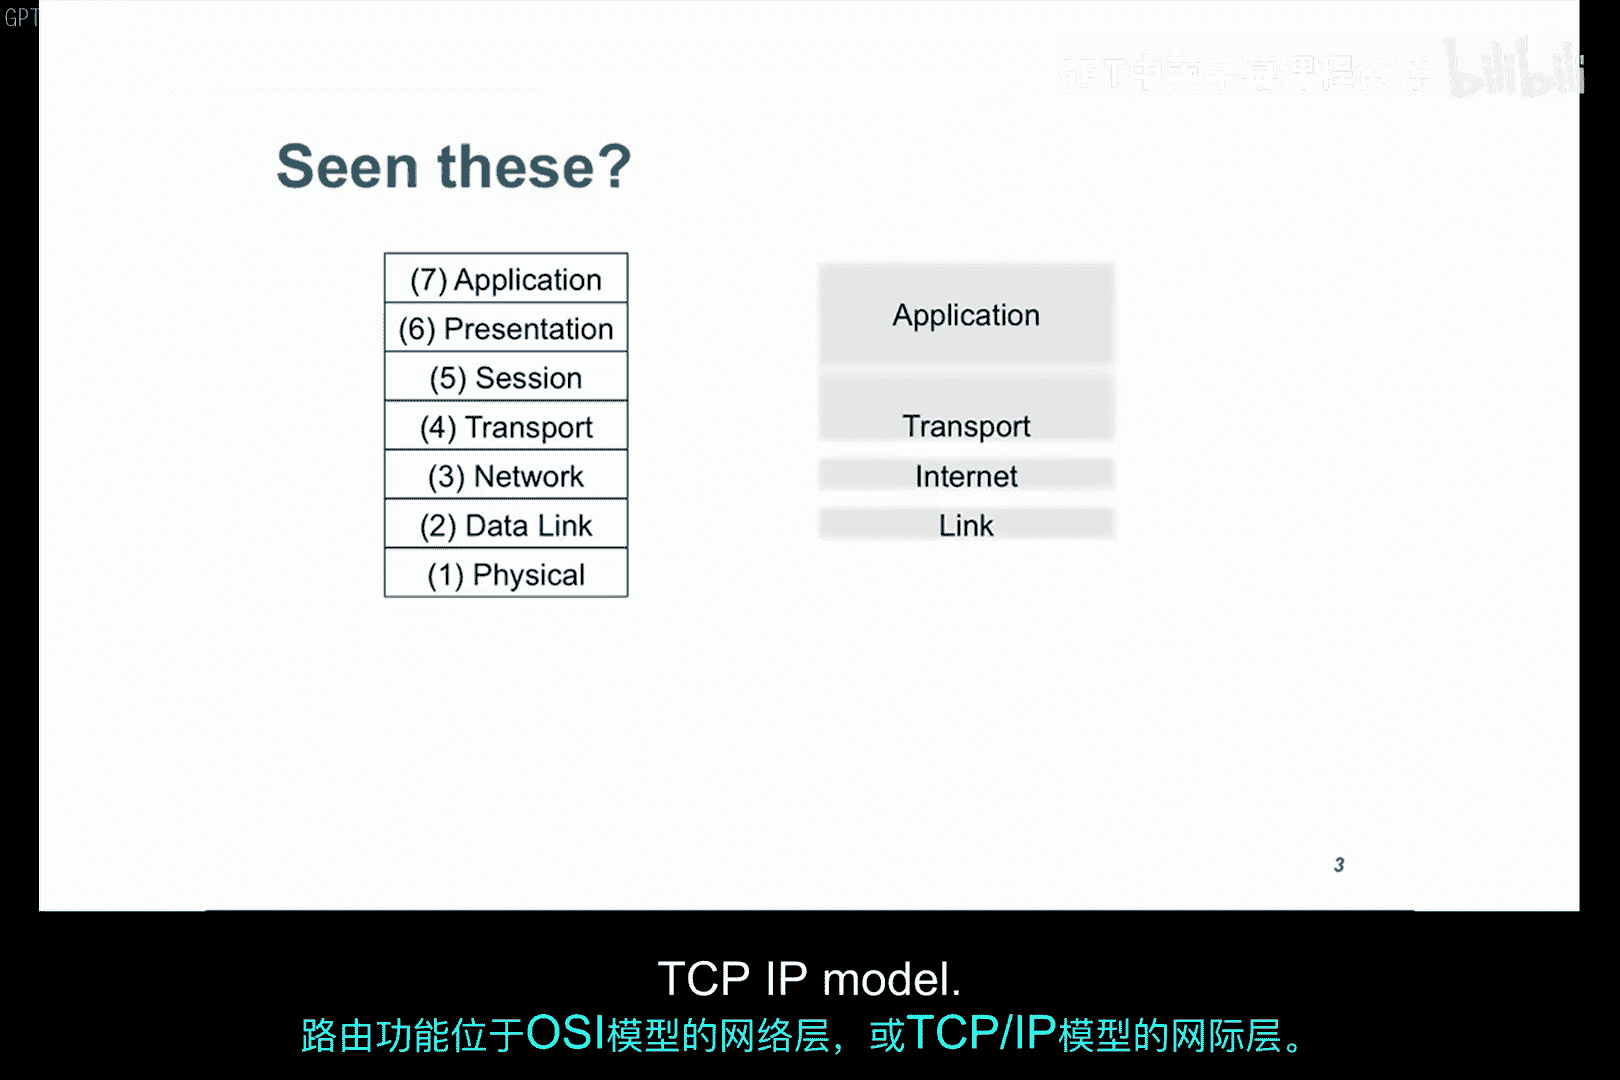 GPT
bilibili
Seen these?
(7) Application
(6) Presentation
(5) Session
(4) Transport
(3) Network
(2) Data Link
(1) Physical
Application
Transport
Internet
Link
3
TCP IP model.
路由功能位于OSI模型的网络层，或TCP/IP模型的网际层。